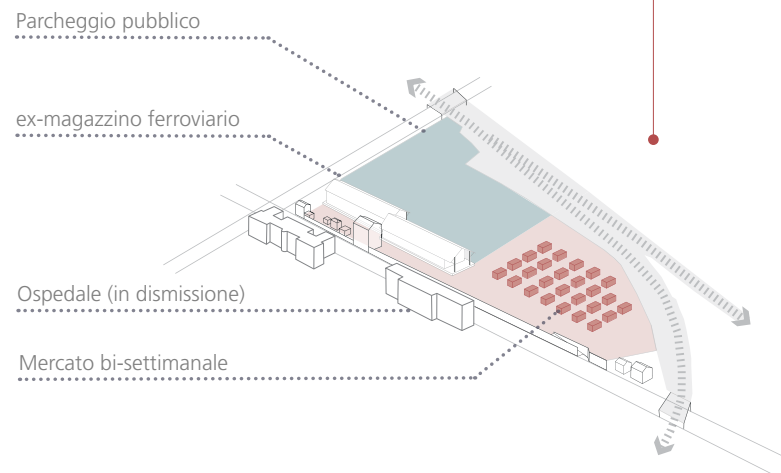 Parcheggio pubblico
ex-magazzino ferroviario
Ospedale (in dismissione)
Mercato bi-settimanale